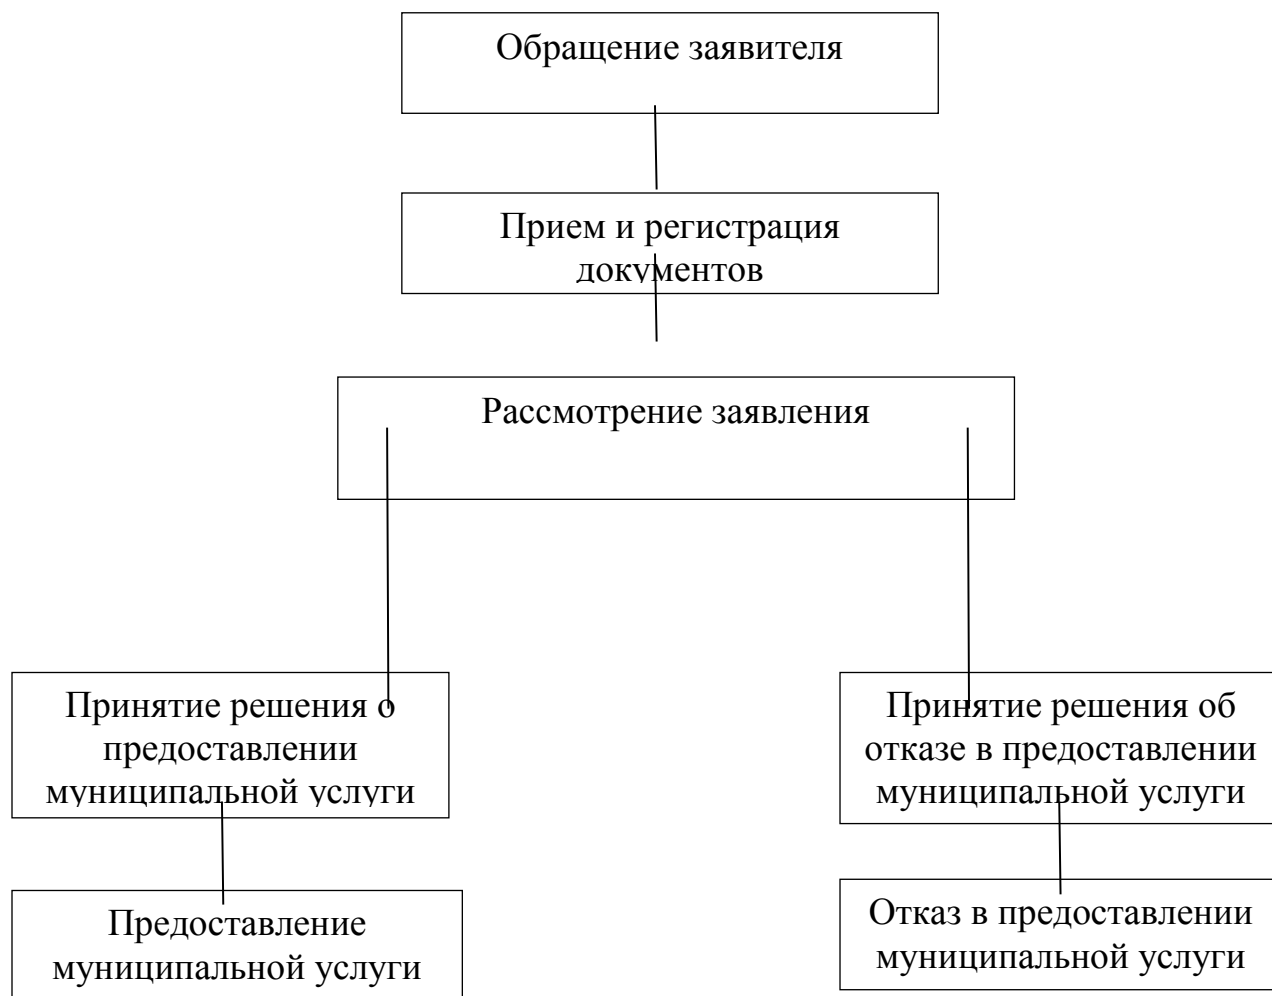 Обращение заявителя
Прием и регистрация
документов
Рассмотрение заявления
Принятие решения о
предоставлении
муниципальной услуги
Принятие решения об
отказе в предоставлении
муниципальной услуги
Предоставление
муниципальной услуги
Отказ в предоставлении
муниципальной услуги